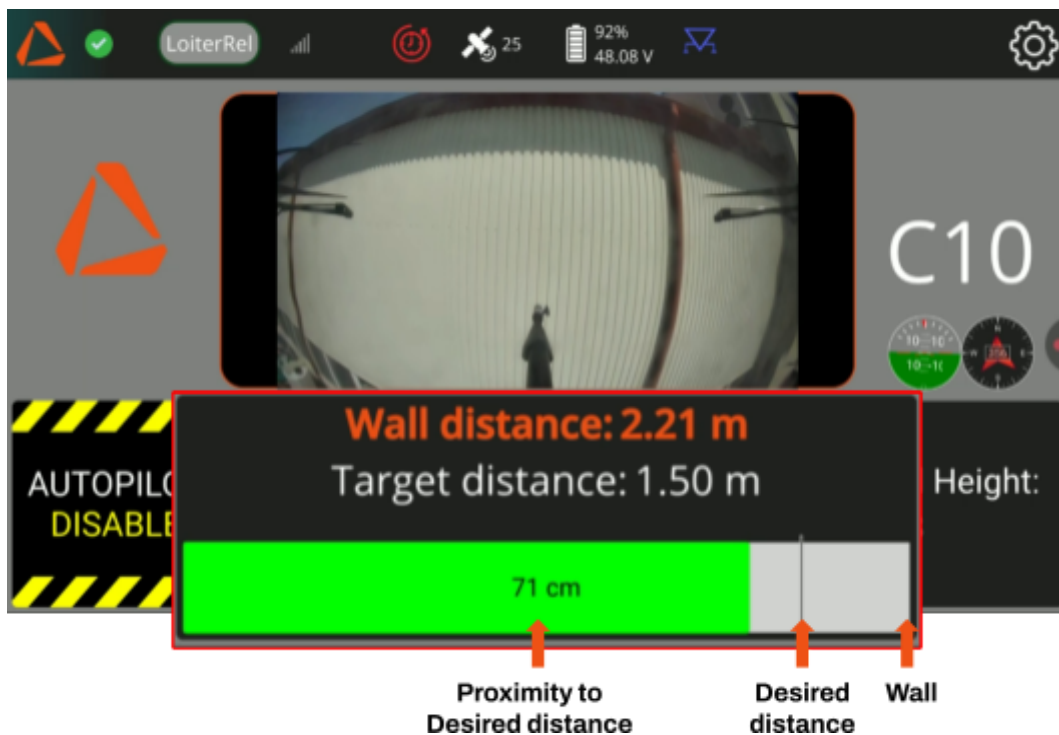 LoiterRel
25
92%
48.08 V
C10
Wall distance: 2.21 m
Target distance: 1.50 m
AUTOPILO
DISABLE
Height:
71 cm
Proximity to
Desired distance
Desired
distance
Wall